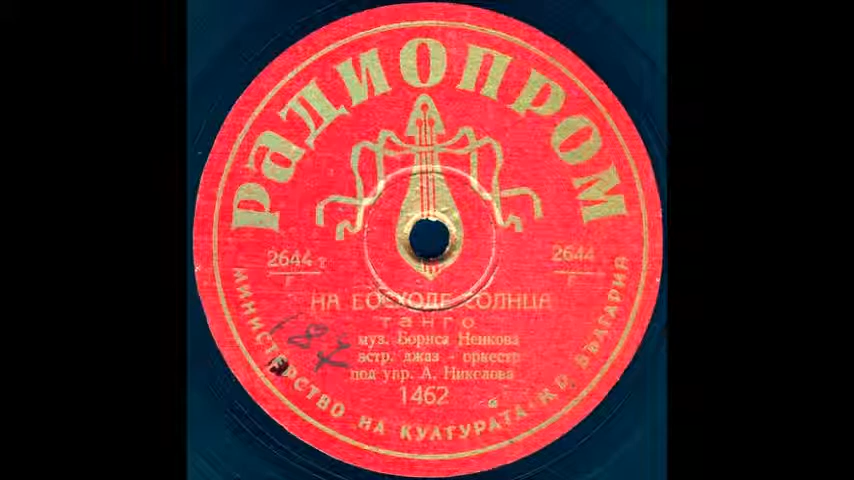 РАДИОПРОМ
2644 т. 2644
Г Г
НА ВОСХОДЕ СОЛНЦА
танго
муз. Бориса Ненкова
эстр. джаз - оркестр
под упр. А. Николова
1462
187
МИНИСТЕРСТВО НА КУЛТУРАТА-Н.Р. БЪЛГАРИЯ